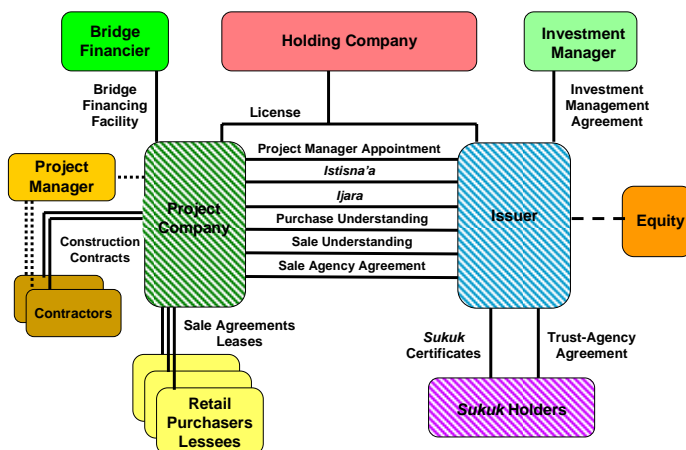 Bridge
Financier
Holding Company
Investment
Manager
Bridge
Financing
Facility
License
Investment
Management
Agreement
Project Manager Appointment
Istisna'a
Ijara
Purchase Understanding
Sale Understanding
Sale Agency Agreement
Project
Manager
Project
Company
Issuer
Equity
Construction
Contracts
Contractors
Sale Agreements
Leases
Sukuk
Certificates
Trust-Agency
Agreement
Retail
Purchasers
Lessees
Sukuk Holders